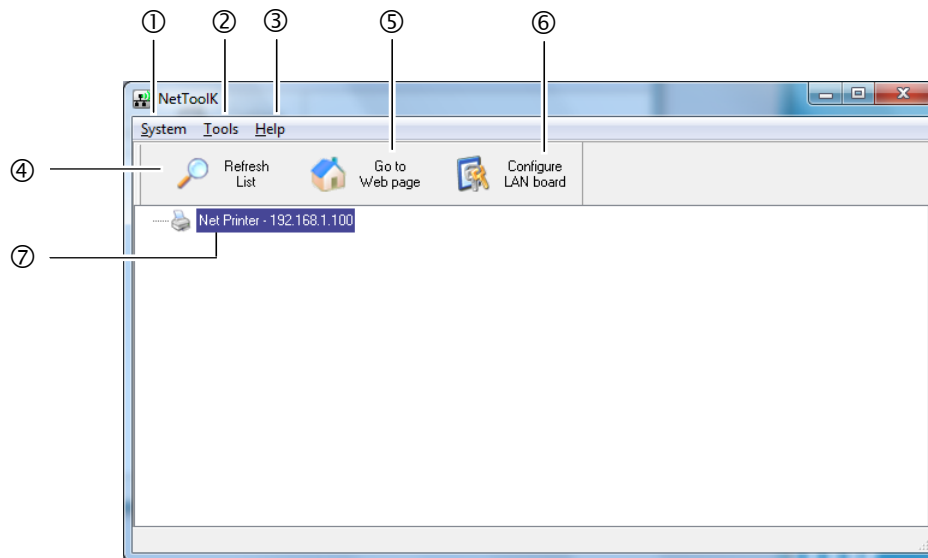 ① ② ③ ⑤ ⑥
NetToolK
System Tools Help
④
Refresh
List
Go to
Web page
Configure
LAN board
Net Printer - 192.168.1.100
⑦